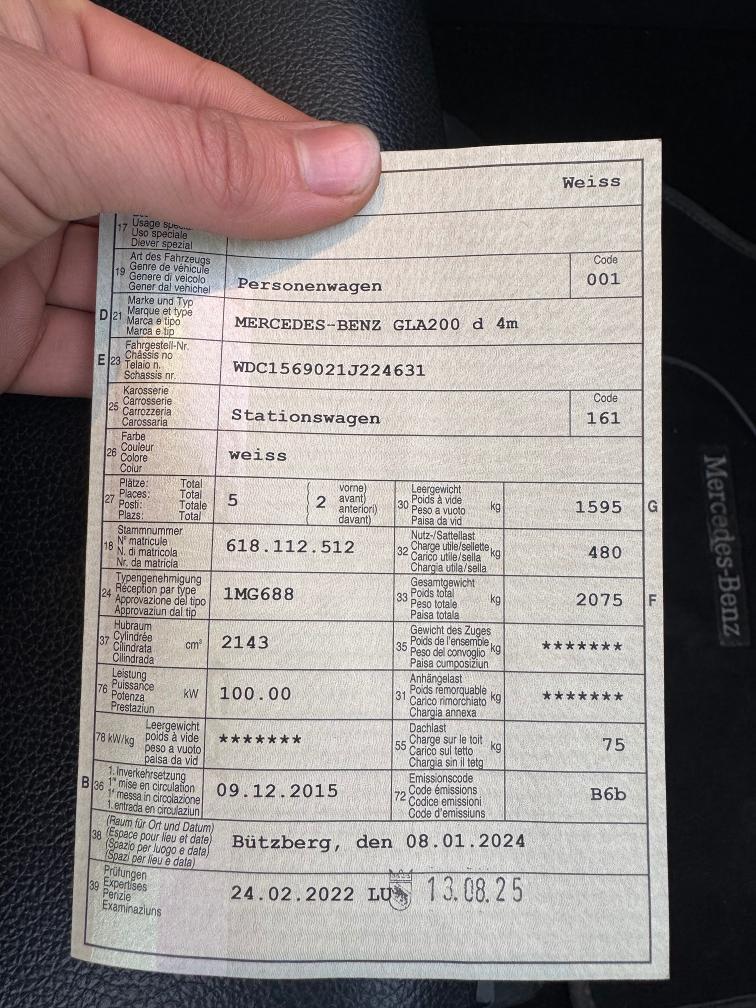 Weiss
17 Usage
Uso speciale
Diever spezial
19 Art des Fahrzeugs
Genre de véhicule
Genere di veicolo
Gener dal vehichel
Personenwagen
Code
001
D 21 Marke und Typ
Marque et type
Marca e tipo
Marca e tip
MERCEDES-BENZ GLA200 d 4m
E 23 Fahrgestell-Nr.
Châssis no
Telaio n.
Schassis nr.
WDC1569021J224631
25 Karosserie
Carrosserie
Carrozzeria
Carossaria
Stationswagen
Code
161
26 Farbe
Couleur
Colore
Colur
weiss
27 Plätze: Total
Places: Total
Posti: Totale
Plazs: Total
5
( 2 vorne)
avant)
anteriori)
davant)
30 Leergewicht
Poids à vide
Peso a vuoto
Paisa da vid
kg
1595 G
18 Stammnummer
N° matricule
N. di matricola
Nr. da matricla
618.112.512
32 Nutz-/Sattellast
Charge utile/sellette
Carico utile/sella
Chargia utila/sella
kg
480
24 Typengenehmigung
Réception par type
Approvazione del tipo
Approvaziun dal tip
1MG688
33 Gesamtgewicht
Poids total
Peso totale
Paisa totala
kg
2075 F
37 Hubraum
Cylindrée
Cilindrata
Cilindrada
cm³
2143
35 Gewicht des Zuges
Poids de l'ensemble
Peso del convoglio
Paisa cumposiziun
kg
*******
76 Leistung
Puissance
Potenza
Prestaziun
kW
100.00
31 Anhängelast
Poids remorquable
Carico rimorchiato
Chargia annexa
kg
*******
78 kW/kg Leergewicht
poids à vide
peso a vuoto
paisa da vid
*******
55 Dachlast
Charge sur le toit
Carico sul tetto
Chargia sin il tetg
kg
75
B 36 1. Inverkehrsetzung
1re mise en circulation
1a messa in circolazione
1. entrada en circulaziun
09.12.2015
72 Emissionscode
Code émissions
Codice emissioni
Code d'emissiuns
B6b
38 (Raum für Ort und Datum)
(Espace pour lieu et date)
(Spazio per luogo e data)
(Spazi per lieu e data)
Bützberg, den 08.01.2024
39 Prüfungen
Expertises
Perizie
Examinaziuns
24.02.2022 LU 13.08.25
Mercedes-Benz